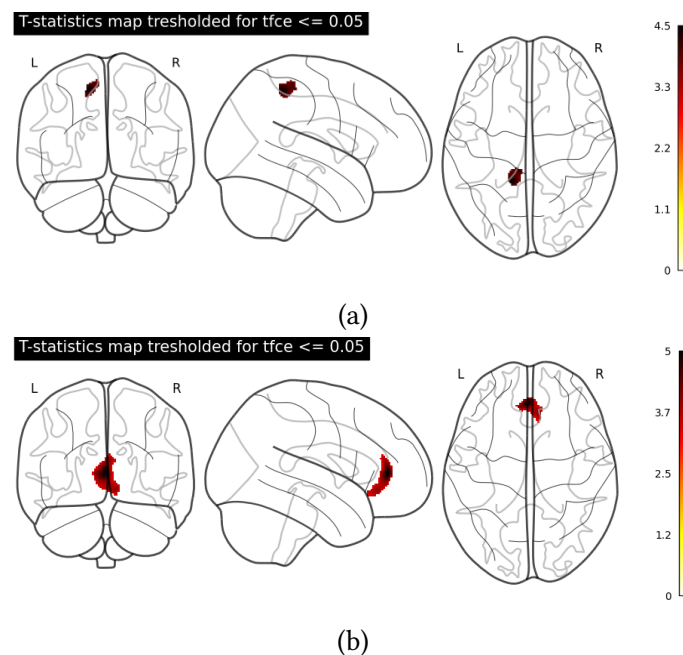 T-statistics map tresholded for tfce <= 0.05
L R L R
4.5
3.3
2.2
1.1
0
(a)
T-statistics map tresholded for tfce <= 0.05
L R L R
5
3.7
2.5
1.2
0
(b)